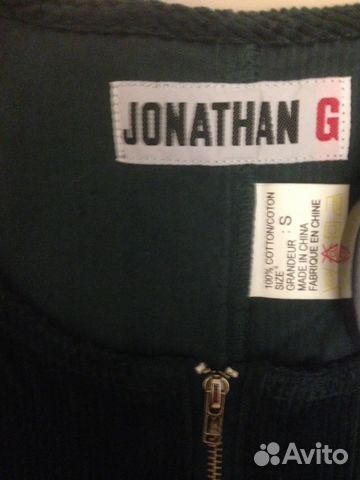 JONATHAN G
100% COTTON/COTON
SIZE
GRANDEUR : S
MADE IN CHINA
FABRIQUE EN CHINE
Avito